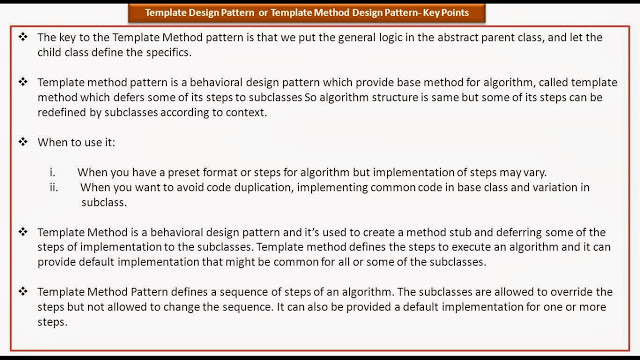 Template Design Pattern or Template Method Design Pattern- Key Points
❖ The key to the Template Method pattern is that we put the general logic in the abstract parent class, and let the
child class define the specifics.
❖ Template method pattern is a behavioral design pattern which provide base method for algorithm, called template
method which defers some of its steps to subclasses So algorithm structure is same but some of its steps can be
redefined by subclasses according to context.
❖ When to use it:
i. When you have a preset format or steps for algorithm but implementation of steps may vary.
ii. When you want to avoid code duplication, implementing common code in base class and variation in
subclass.
❖ Template Method is a behavioral design pattern and it's used to create a method stub and deferring some of the
steps of implementation to the subclasses. Template method defines the steps to execute an algorithm and it can
provide default implementation that might be common for all or some of the subclasses.
❖ Template Method Pattern defines a sequence of steps of an algorithm. The subclasses are allowed to override the
steps but not allowed to change the sequence. It can also be provided a default implementation for one or more
steps.